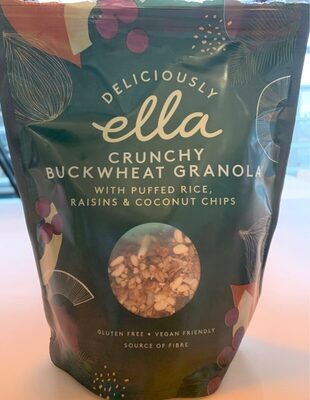 DELICIOUSLY
ella
CRUNCHY
BUCKWHEAT GRANOLA
WITH PUFFED RICE,
RAISINS & COCONUT CHIPS
GLUTEN FREE • VEGAN FRIENDLY
SOURCE OF FIBRE